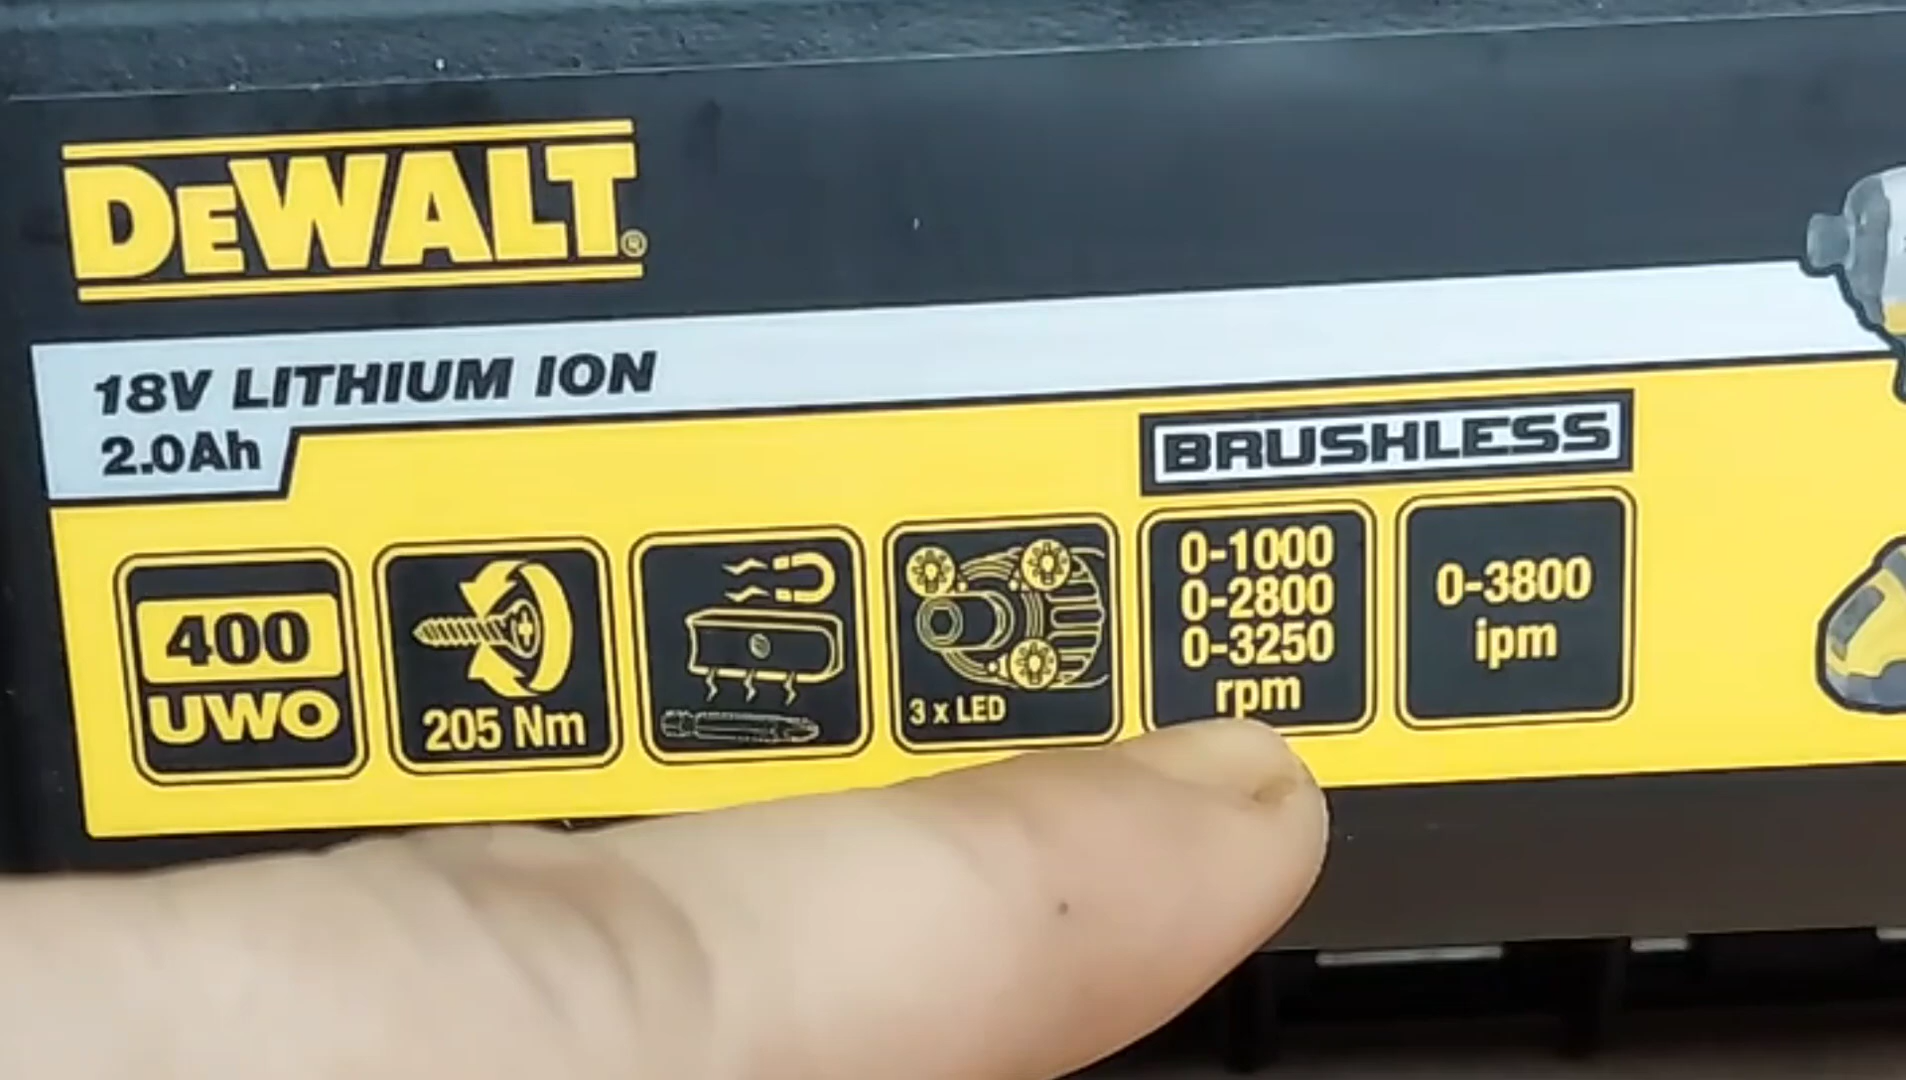 DEWALT®
18V LITHIUM ION
2.0Ah
BRUSHLESS
400
UWO
205 Nm
3 x LED
0-1000
0-2800
0-3250
rpm
0-3800
ipm